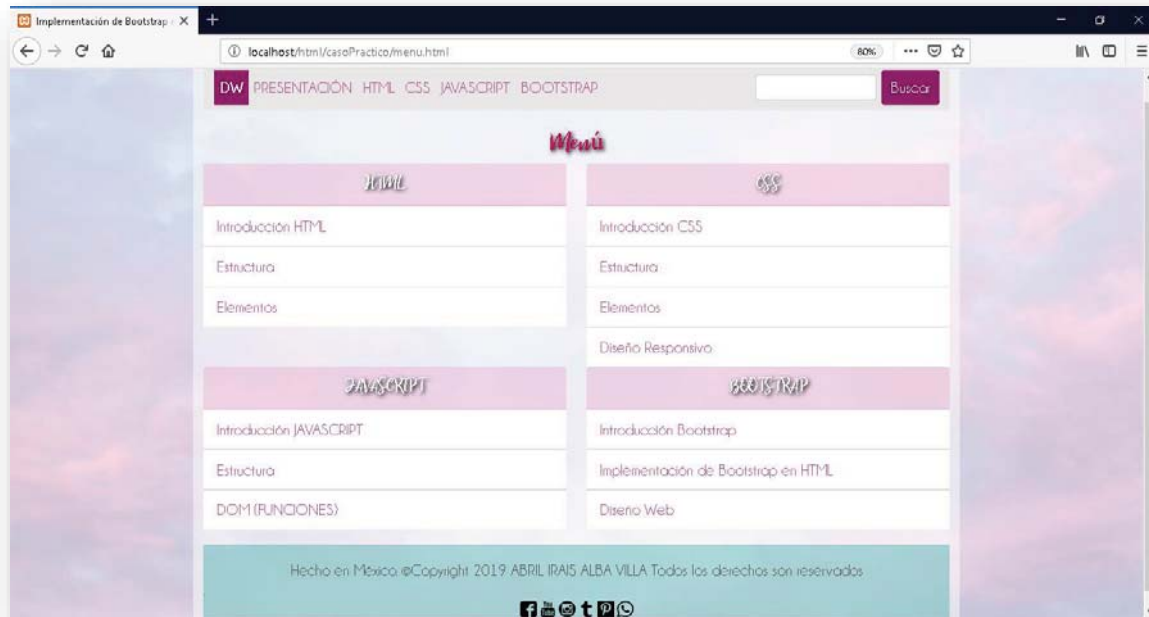 Implementación de Bootstrap
localhost/html/casoPractico/menu.html
80%
DW PRESENTACIÓN HTML CSS JAVASCRIPT BOOTSTRAP
Buscar
Menú
HTML
Introducción HTML
Estructura
Elementos
CSS
Introducción CSS
Estructura
Elementos
Diseño Responsivo
JAVASCRIPT
Introducción JAVASCRIPT
Estructura
DOM (FUNCIONES)
BOOTSTRAP
Introducción Bootstrap
Implementación de Bootstrap en HTML
Diseno Web
Hecho en México. ©Copyright 2019 ABRIL IRAIS ALBA VILLA Todos los derechos son reservados